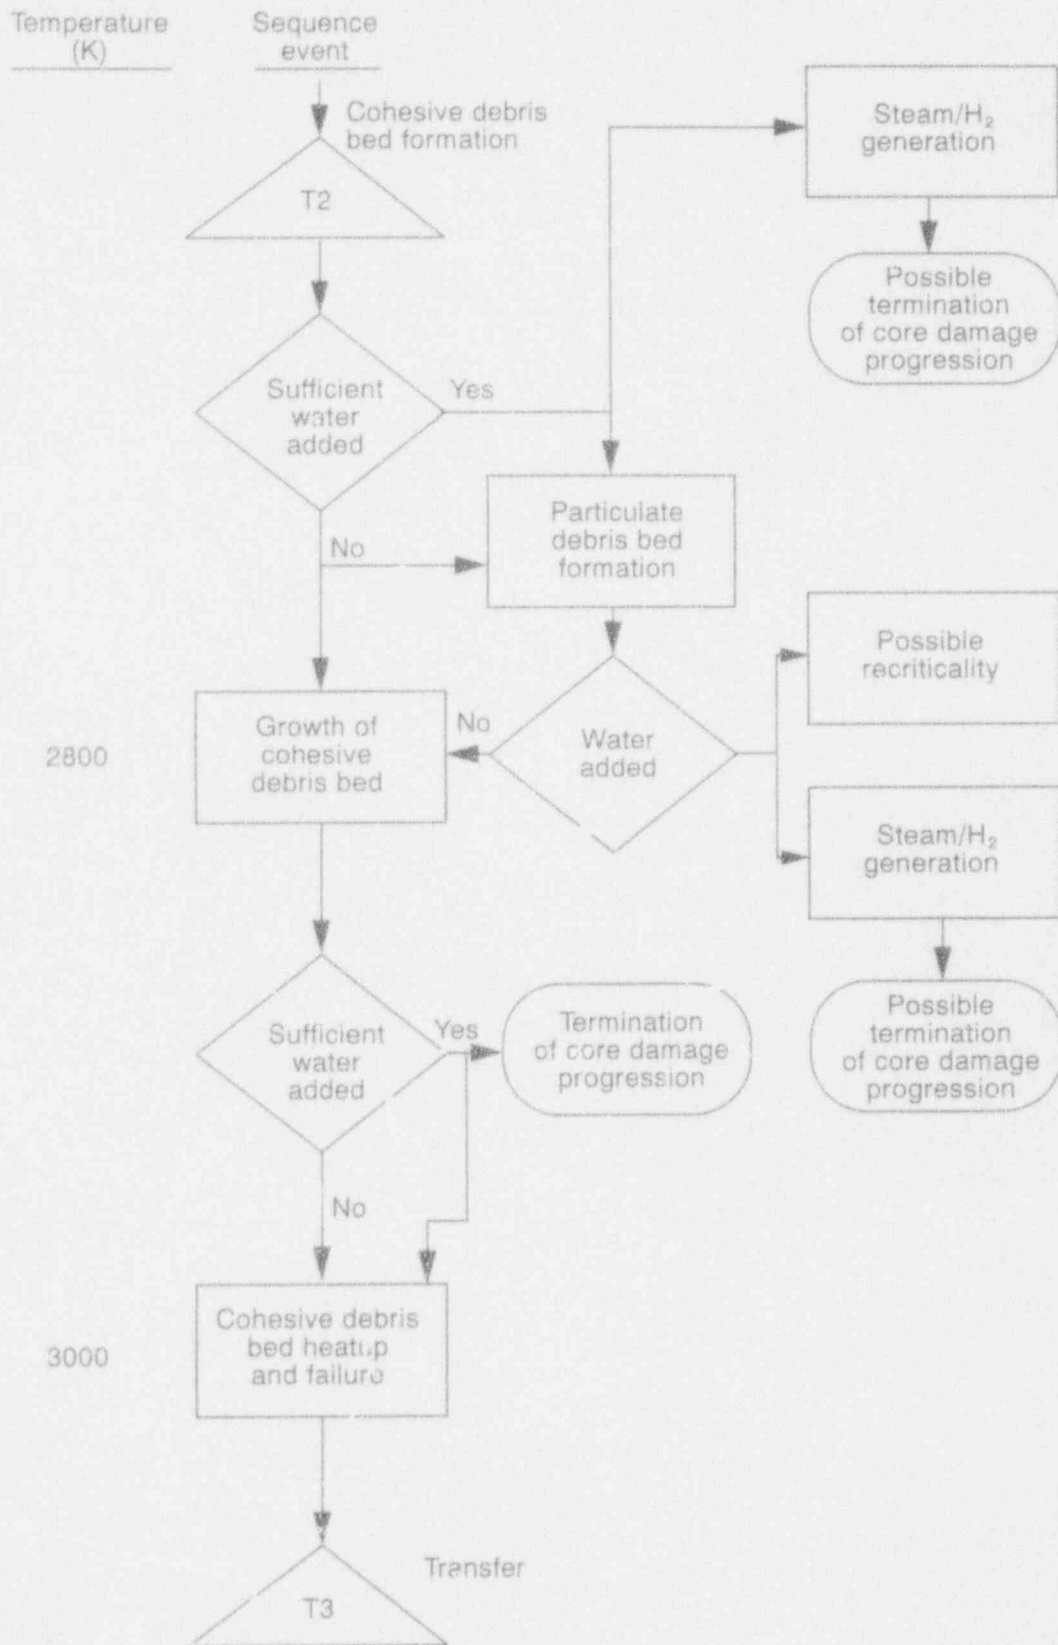 Temperature
(K)
Sequence
event
Cohesive debris
bed formation
T2
Steam/H₂
generation
Possible
termination
of core damage
progression
Sufficient
water
added
Yes
No
Particulate
debris bed
formation
Possible
recriticality
2800
Growth of
cohesive
debris bed
No
Water
added
Steam/H₂
generation
Possible
termination
of core damage
progression
Sufficient
water
added
Yes
Termination
of core damage
progression
No
3000
Cohesive debris
bed heatup
and failure
Transfer
T3